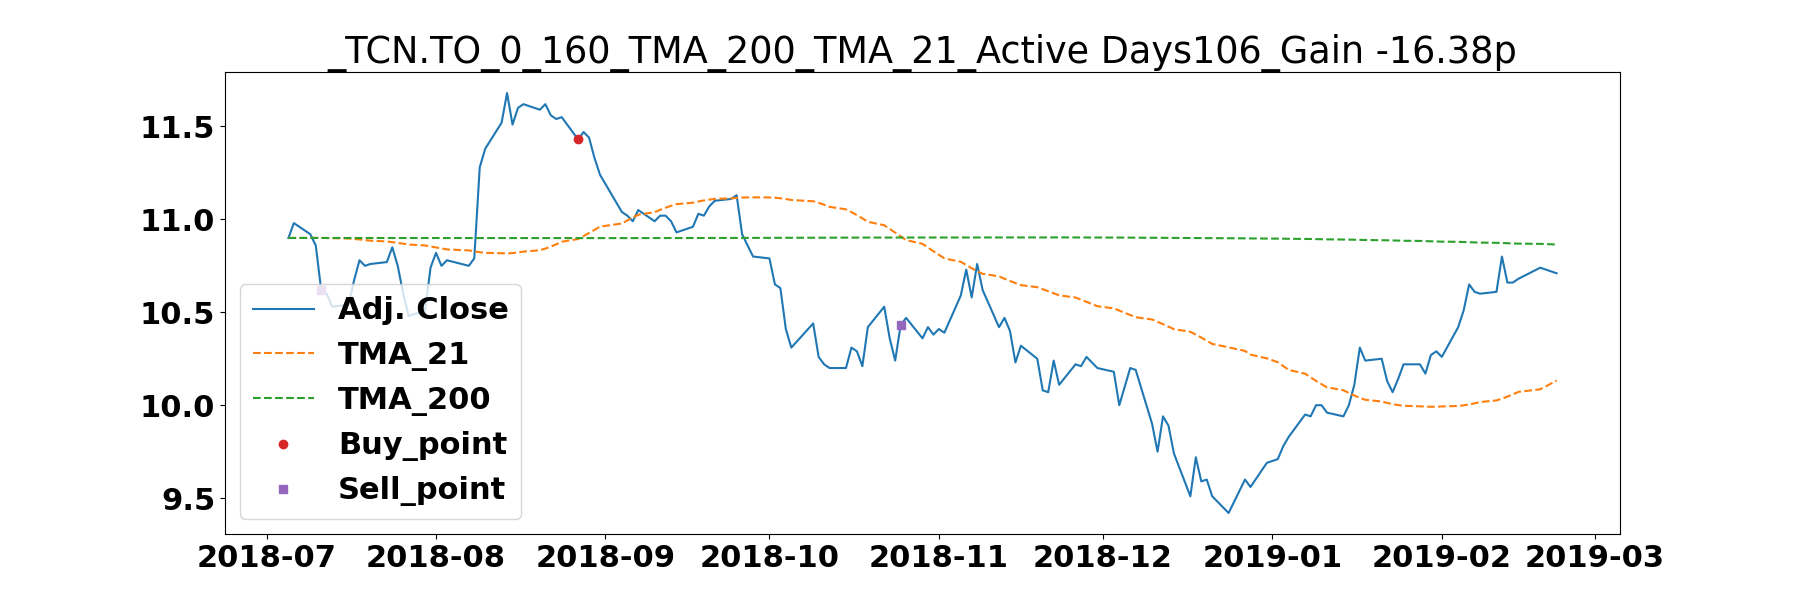 _TCN.TO_0_160_TMA_200_TMA_21_Active Days106_Gain -16.38p
11.5
11.0
10.5
10.0
9.5
Adj. Close
TMA_21
TMA_200
Buy_point
Sell_point
2018-07 2018-08 2018-09 2018-10 2018-11 2018-12 2019-01 2019-02 2019-03